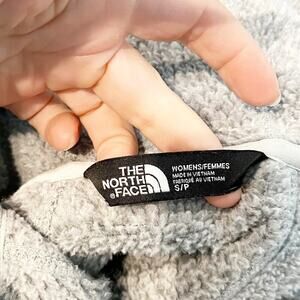 THE
NORTH
FACE
®
WOMENS/FEMMES
MADE IN VIETNAM
FABRIQUÉ AU VIETNAM
S/P